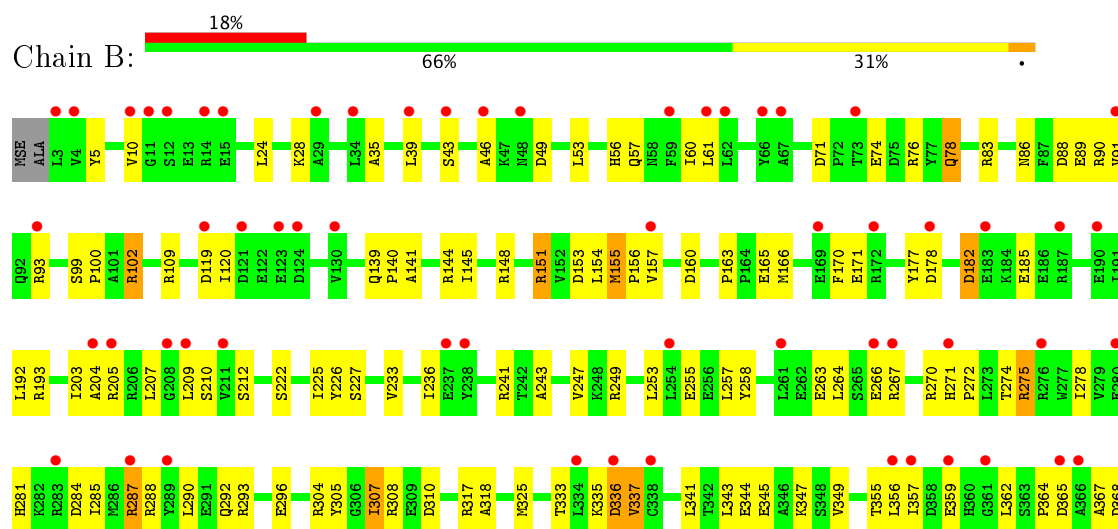 18%
Chain B:
66% 31% •
MSE ALA L3 V4 Y5 V10 G11 S12 E13 R14 E15 L24 K28 A29 L34 A35 L39 S43 A46 K47 N48 D49 L53 H56 Q57 N58 F59 I60 L61 L62 Y66 A67 D71 P72 T73 E74 D75 R76 Y77 Q78 R83 N86 F87 D88 E89 R90
Q92 R93 S99 P100 A101 R102 R109 D119 I120 D121 E122 E123 D124 V130 Q139 P140 A141 R144 I145 R148 R151 V152 D153 L154 M155 P156 V157 D160 P163 P164 E165 M166 E169 F170 E171 R172 Y177 D178 D182 E183 K184 E185 E186 R187 E190
L192 R193 I203 A204 R205 R206 L207 G208 L209 S210 V211 S212 S222 I225 Y226 S227 V233 I236 E237 Y238 R241 T242 A243 V247 K248 R249 L253 L254 E255 E256 L257 Y258 L261 E262 E263 L264 S265 E266 R267 R270 H271 P272 L273 T274 R275 R276 W277 I278 V279
H281 K282 R283 D284 I285 M286 R287 R288 Y289 L290 E291 Q292 R293 E296 R304 Y305 G306 I307 R308 E309 D310 R317 A318 M325 T333 L334 K335 D336 V337 C338 L341 T342 L343 E344 E345 A346 K347 S348 V349 T355 L356 I357 D358 E359 H360 G361 L362 S363 P364 D365 A366 A367